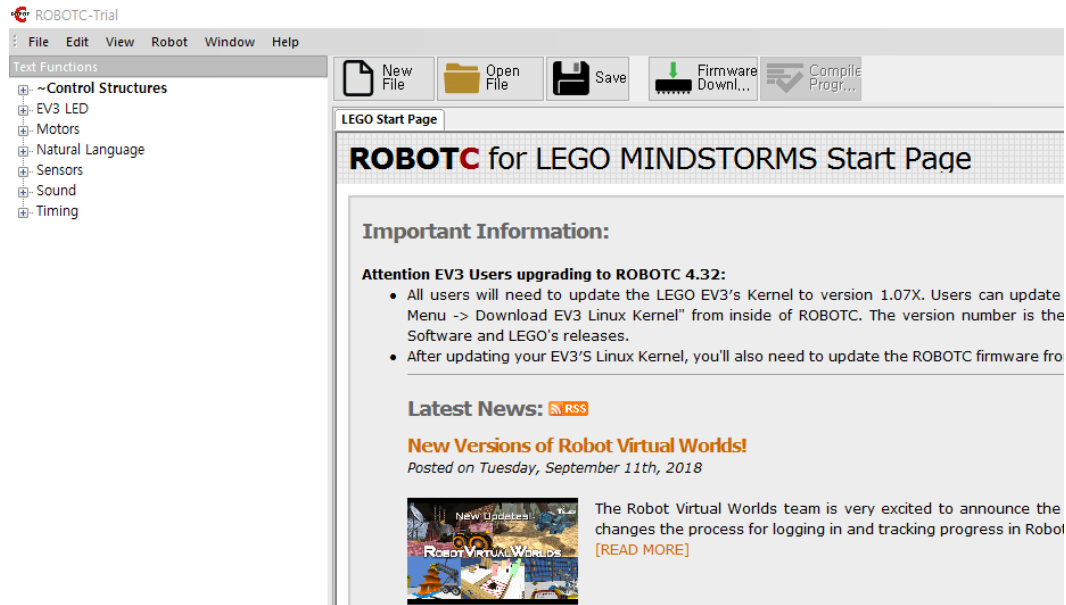 ROBOTC-Trial
File Edit View Robot Window Help
Text Functions
~Control Structures
EV3 LED
Motors
Natural Language
Sensors
Sound
Timing
New File
Open File
Save
Firmware Downl...
Compile Progr...
LEGO Start Page
ROBOTC for LEGO MINDSTORMS Start Page
Important Information:
Attention EV3 Users upgrading to ROBOTC 4.32:
• All users will need to update the LEGO EV3's Kernel to version 1.07X. Users can update
Menu -> Download EV3 Linux Kernel" from inside of ROBOTC. The version number is the
Software and LEGO's releases.
• After updating your EV3'S Linux Kernel, you'll also need to update the ROBOTC firmware fro
Latest News: RSS
New Versions of Robot Virtual Worlds!
Posted on Tuesday, September 11th, 2018
New Updates!
ROBOT VIRTUAL WORLDS
The Robot Virtual Worlds team is very excited to announce the
changes the process for logging in and tracking progress in Robot
[READ MORE]